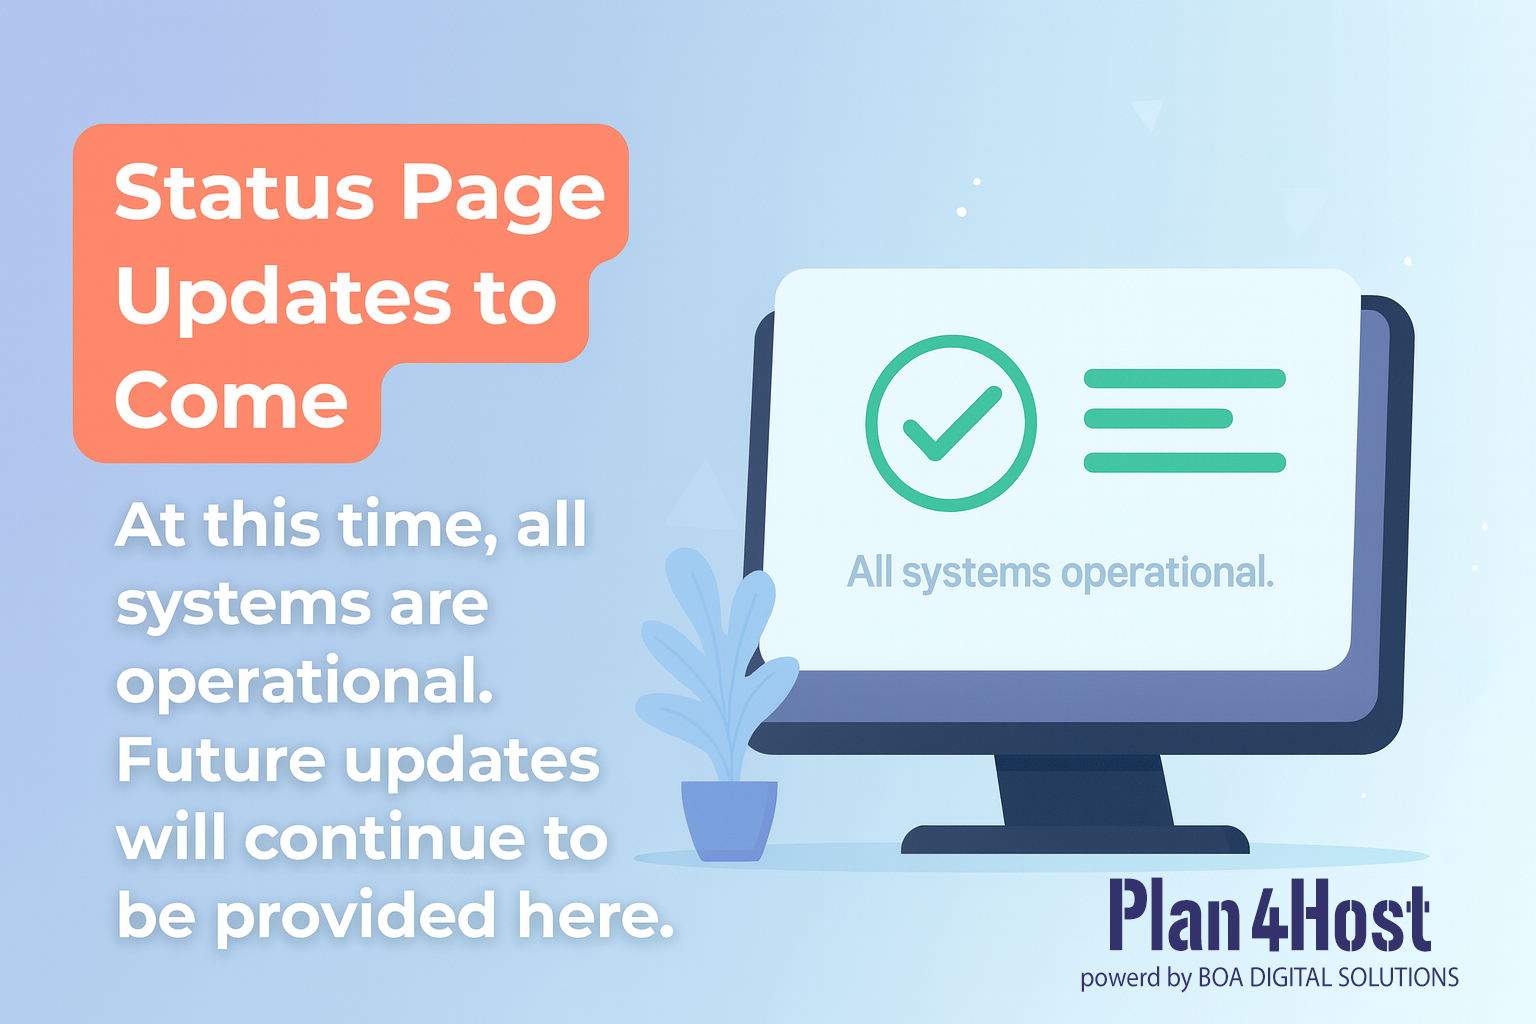 Status Page
Updates to
Come
At this time, all
systems are
operational.
Future updates
will continue to
be provided here.
All systems operational.
Plan4Host
powerd by BOA DIGITAL SOLUTIONS